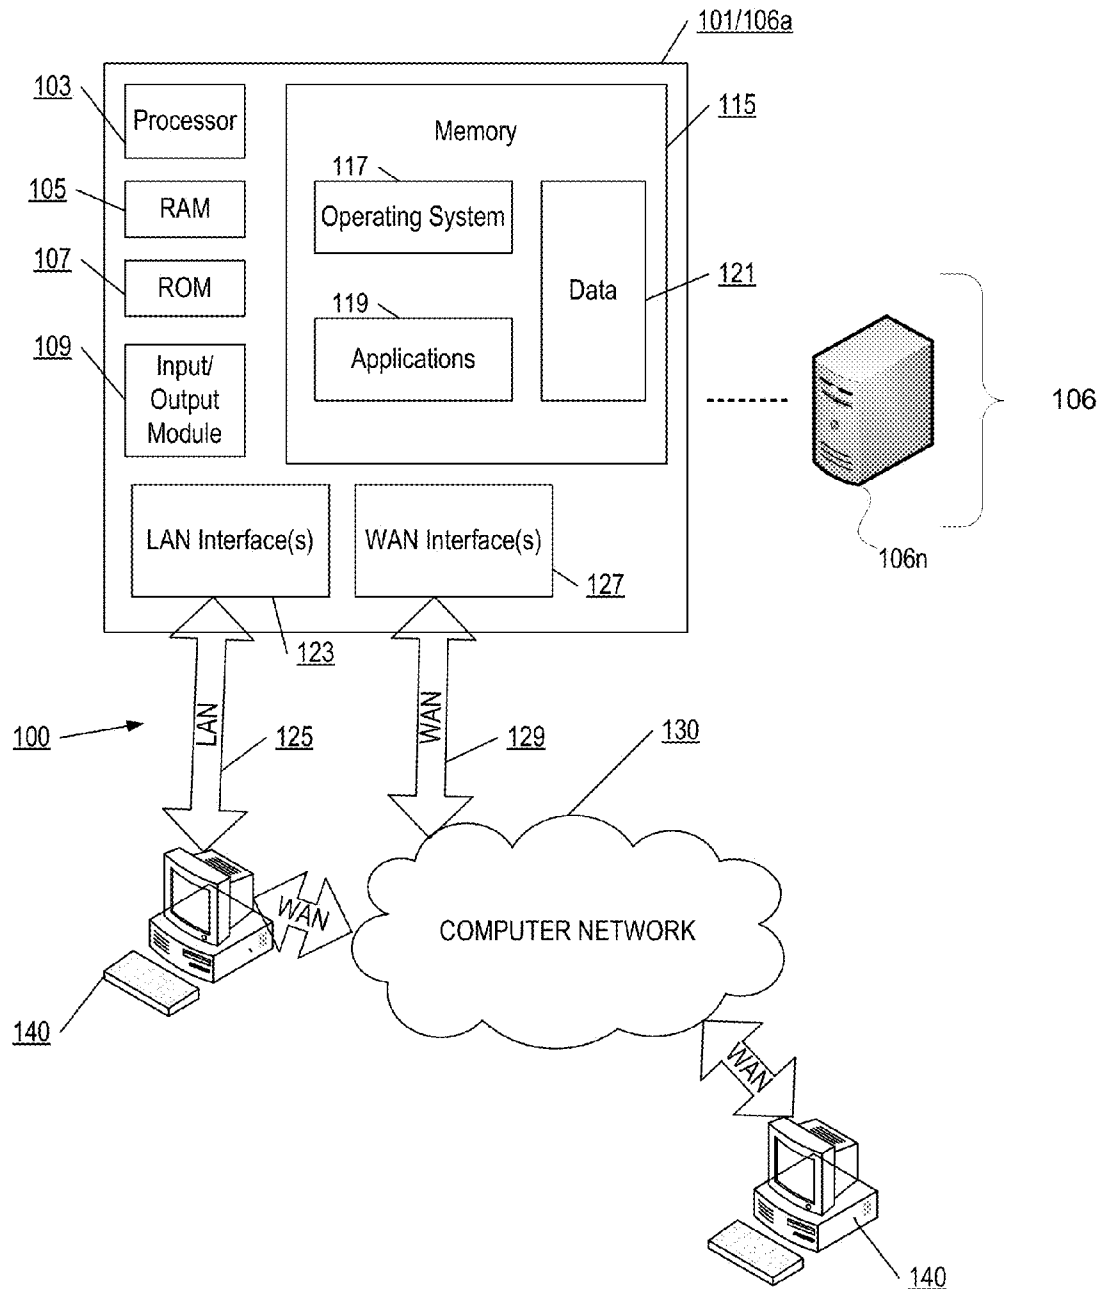 101/106a
103
Processor
115
Memory
117
Operating System
105
RAM
107
ROM
121
Data
119
Applications
109
Input/
Output
Module
106
106n
LAN Interface(s)
WAN Interface(s)
127
123
LAN
WAN
100
125
129
130
WAN
COMPUTER NETWORK
140
WAN
140